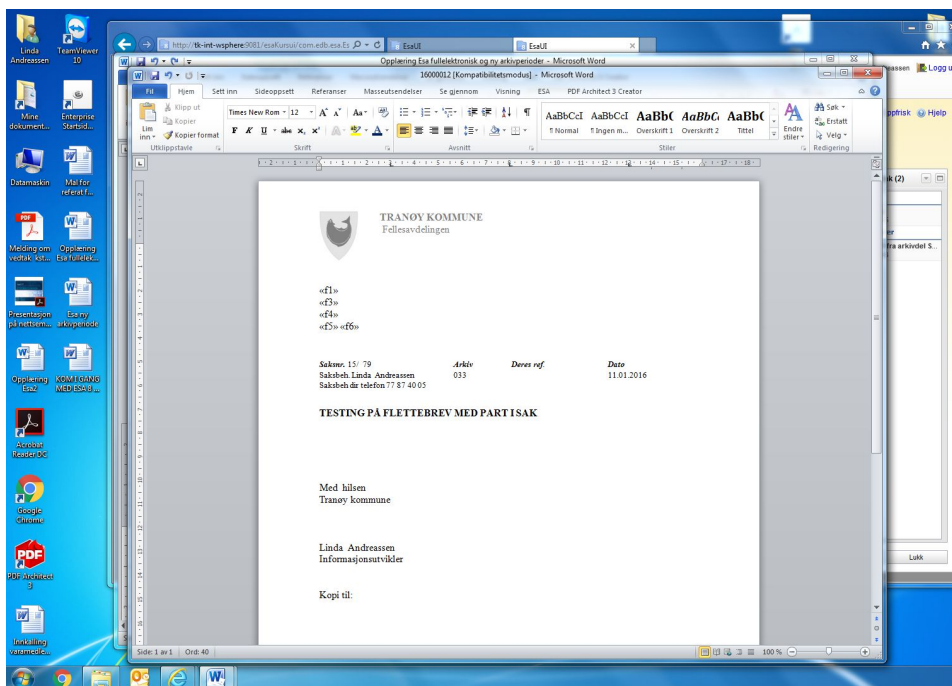 Linda
Andreassen
TeamViewer
10
Mine
dokument...
Enterprise
Startsid...
Datamaskin
Mal for
referat f...
Melding om
vedtak_kst...
Opplæring
Esa fullelek...
Presentasjon
på nettsem...
Esa ny
arkivperiode
Opplæring
Esa2
KOM I GANG
MED ESA 8 ...
Acrobat
Reader DC
Google
Chrome
PDF Architect
3
Innkalling
varamedle...
http://tk-int-wsphere:9081/esaKursui/com.edb.esa.Es
EsaUI
EsaUI
Opplæring Esa fullelektronisk og ny arkivperioder - Microsoft Word
16000012 [Kompatibilitetsmodus] - Microsoft Word
Fil Hjem Sett inn Sideoppsett Referanser Masseutsendelser Se gjennom Visning ESA PDF Architect 3 Creator
Lim
inn
Klipp ut
Kopier
Kopier format
Utklippstavle
Times New Rom 12
Skrift
Avsnitt
AaBbCcI AaBbCcI AaBb( AaBbC( AaBb(
¶ Normal ¶ Ingen m... Overskrift 1 Overskrift 2 Tittel
Stiler
Endre
stiler
Søk
Erstatt
Velg
Redigering
TRANØY KOMMUNE
Fellesavdelingen
«f1»
«f3»
«f4»
«f5» «f6»
Saksnr. 15/ 79 Arkiv Deres ref. Dato
Saksbeh. Linda Andreassen 033 11.01.2016
Saksbeh dir telefon 77 87 40 05
TESTING PÅ FLETTEBREV MED PART I SAK
Med hilsen
Tranøy kommune
Linda Andreassen
Informasjonsutvikler
Kopi til:
Side: 1 av 1 Ord: 40 100 %
Hjelp
fra arkivdel S...
Lukk